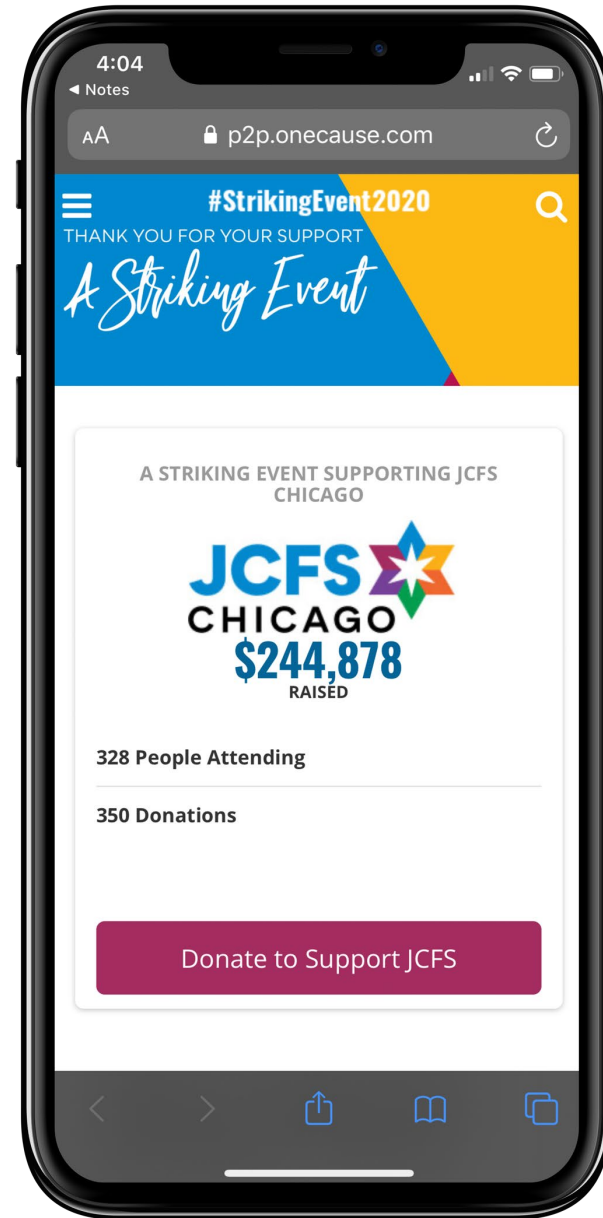 4:04
◀ Notes
AA p2p.onecause.com
#StrikingEvent2020
THANK YOU FOR YOUR SUPPORT
A Striking Event
A STRIKING EVENT SUPPORTING JCFS
CHICAGO
JCFS
CHICAGO
$244,878
RAISED
328 People Attending
350 Donations
Donate to Support JCFS